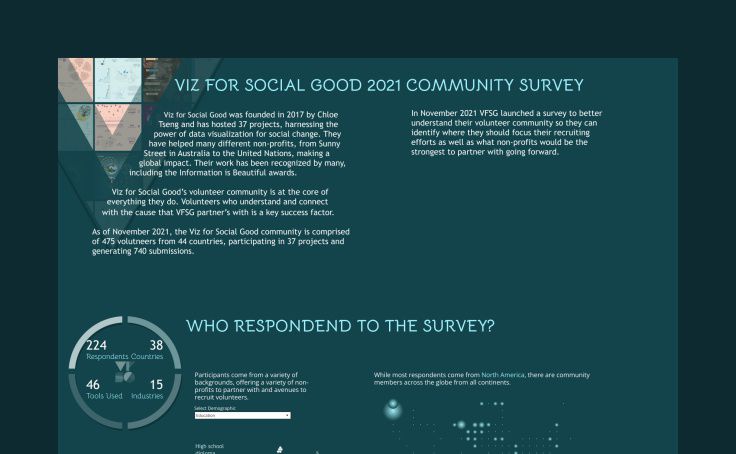 VIZ FOR SOCIAL GOOD 2021 COMMUNITY SURVEY
Viz for Social Good was founded in 2017 by Chloe
Tseng and has hosted 37 projects, harnessing the
power of data visualization for social change. They
have helped many different non-profits, from Sunny
Street in Australia to the United Nations, making a
global impact. Their work has been recognized by many,
including the Information is Beautiful awards.
Viz for Social Good's volunteer community is at the core of
everything they do. Volunteers who understand and connect
with the cause that VFSG partner's with is a key success factor.
As of November 2021, the Viz for Social Good community is comprised
of 475 volutneers from 44 countries, participating in 37 projects and
generating 740 submissions.
In November 2021 VFSG launched a survey to better
understand their volunteer community so they can
identify where they should focus their recruiting
efforts as well as what non-profits would be the
strongest to partner with going forward.
WHO RESPONDEND TO THE SURVEY?
224
Respondents
38
Countries
46
Tools Used
15
Industries
Participants come from a variety of
backgrounds, offering a variety of non-
profits to partner with and avenues to
recruit volunteers.
Select Demographic
Education
High school
diploma
While most respondents come from North America, there are community
members across the globe from all continents.